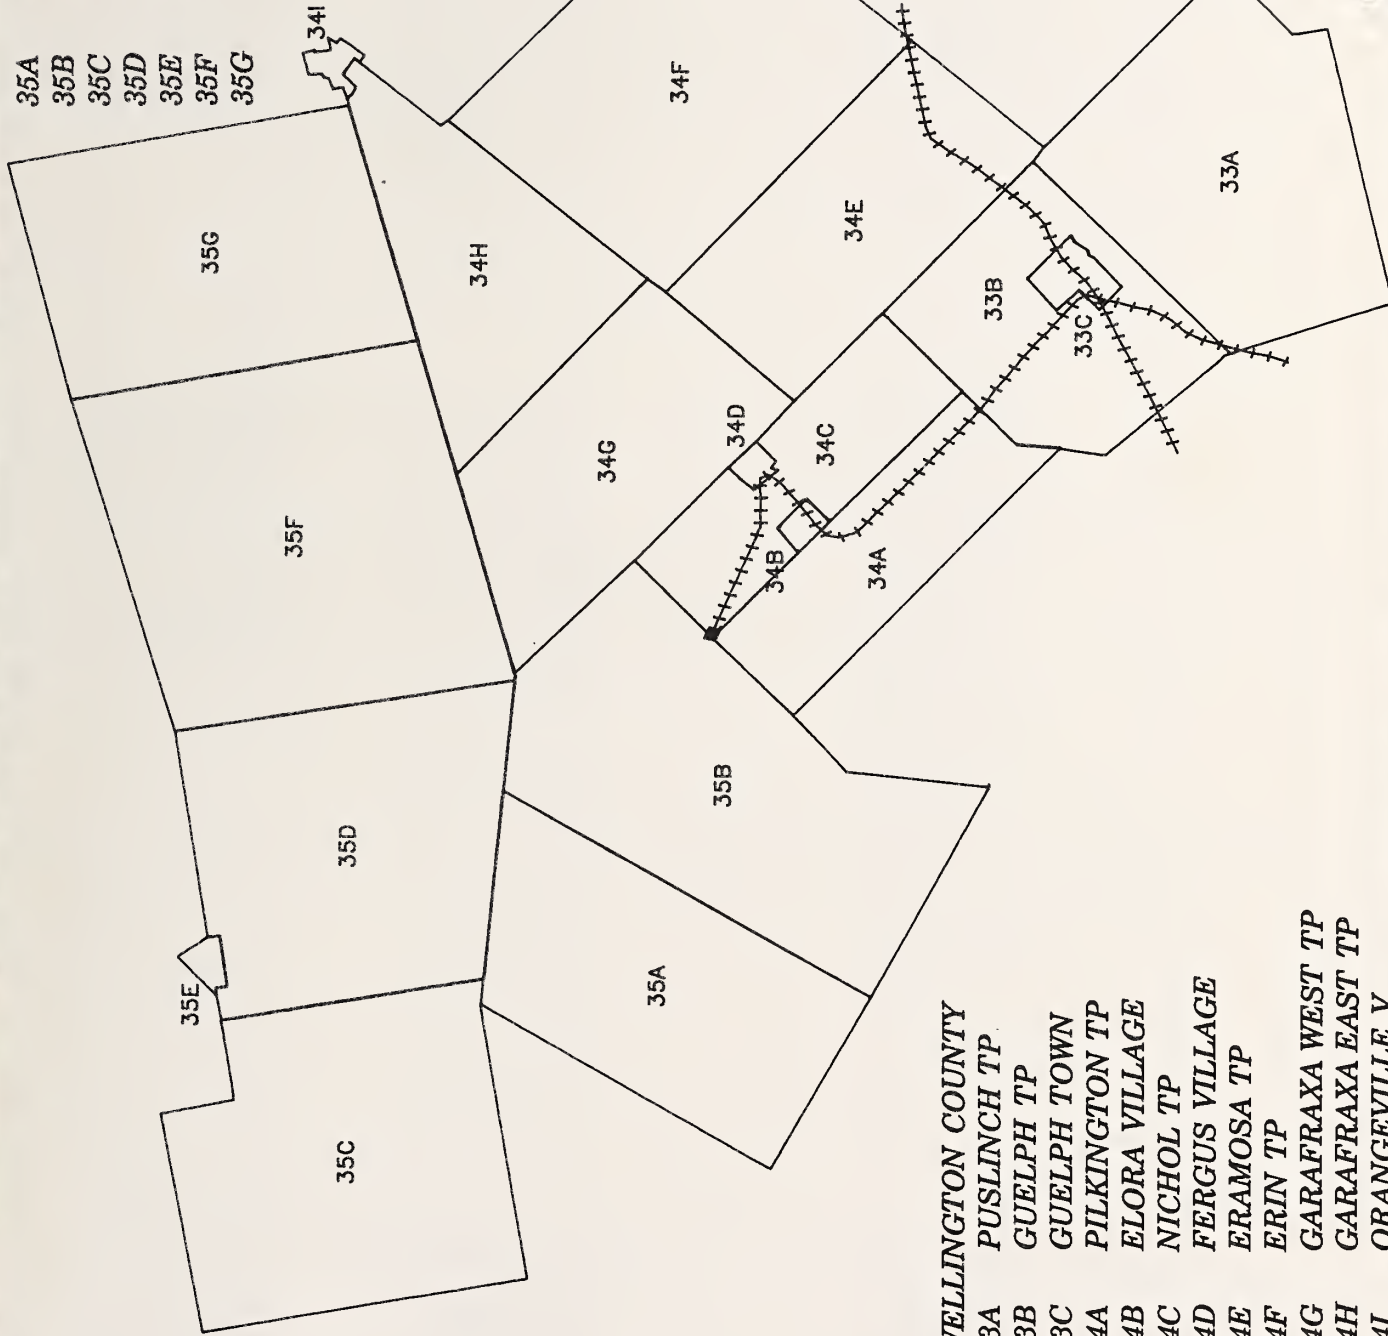 WELLINGTON COUNTY
3A PUSLINCH TP
3B GUELPH TP
3C GUELPH TOWN
4A PILKINGTON TP
4B ELORA VILLAGE
4C NICHOL TP
4D FERGUS VILLAGE
4E ERAMOSA TP
4F ERIN TP
4G GARAFRAXA WEST TP
4H GARAFRAXA EAST TP
4I ORANGEVILLE V
35A
35B
35C
35D
35E
35F
35G
35C
35E
35A
35D
35B
35F
34G
34B
34A
34D
34C
35G
34H
33C
33B
34E
33A
34F
34I